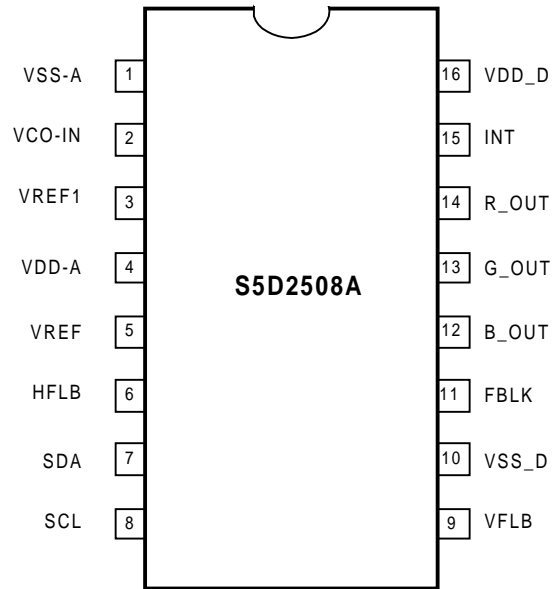 VSS-A 1 16 VDD_D
VCO-IN 2 15 INT
VREF1 3 14 R_OUT
VDD-A 4 13 G_OUT
S5D2508A
VREF 5 12 B_OUT
HFLB 6 11 FBLK
SDA 7 10 VSS_D
SCL 8 9 VFLB